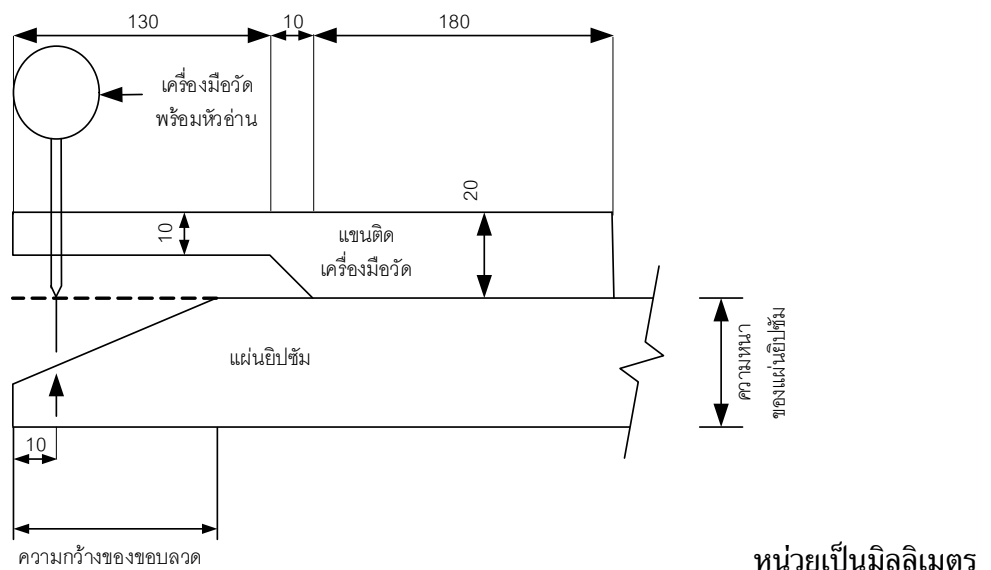 130
10
180
เครื่องมือวัด
พร้อมหัวอ่าน
20
10
แขนติด
เครื่องมือวัด
แผ่นยิปซัม
ความหนา
ของแผ่นยิปซัม
10
ความกว้างของขอบลวด
หน่วยเป็นมิลลิเมตร